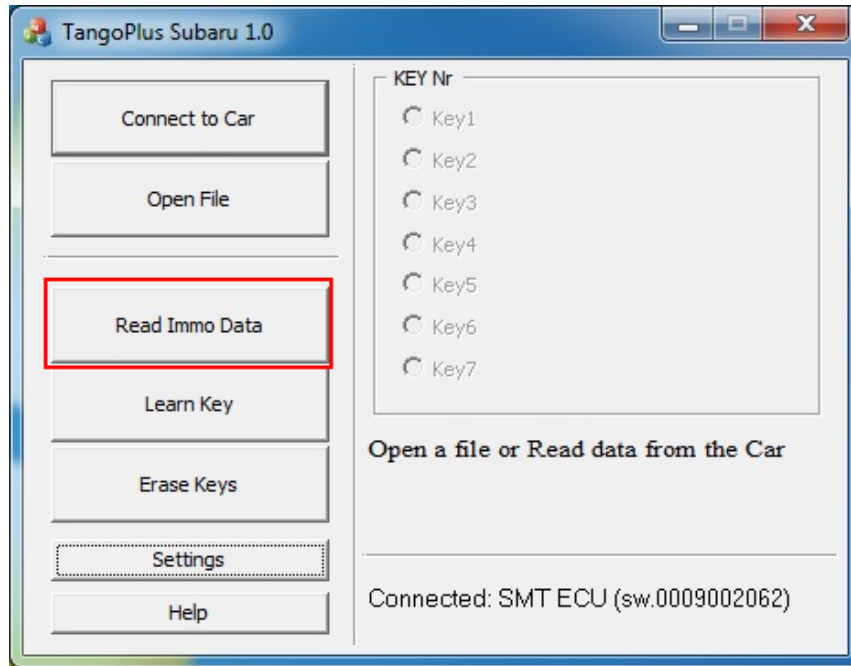 TangoPlus Subaru 1.0
Connect to Car
Open File
Read Immo Data
Learn Key
Erase Keys
Settings
Help
KEY Nr
Key1
Key2
Key3
Key4
Key5
Key6
Key7
Open a file or Read data from the Car
Connected: SMT ECU (sw.0009002062)